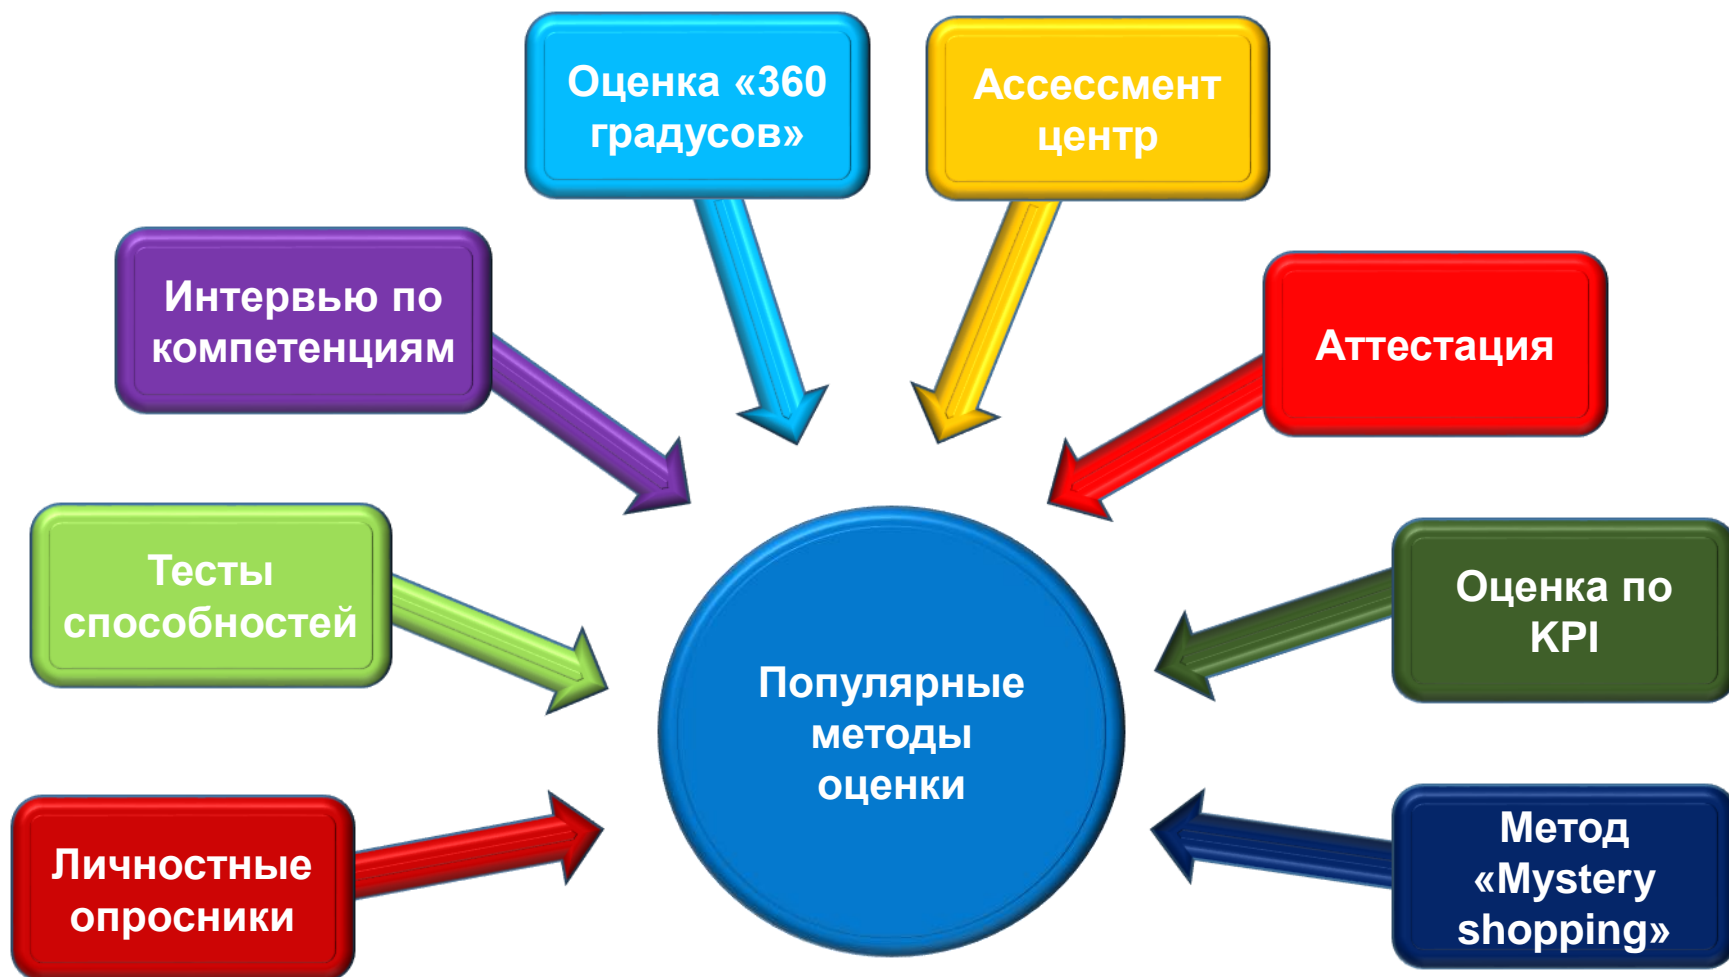 Оценка «360
градусов»
Ассессмент
центр
Интервью по
компетенциям
Аттестация
Тесты
способностей
Оценка по
KPI
Популярные
методы
оценки
Личностные
опросники
Метод
«Mystery
shopping»